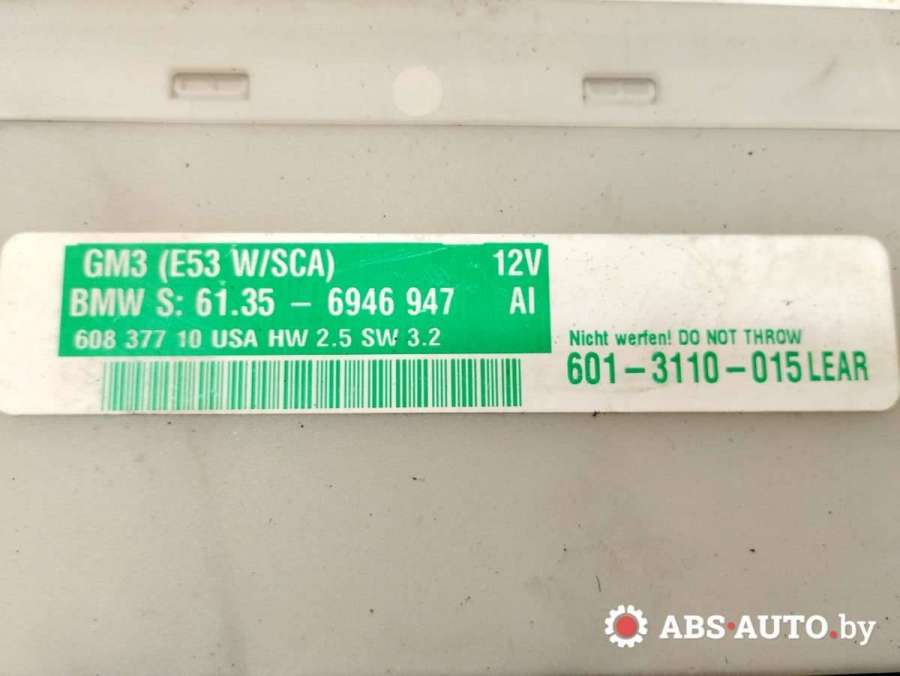 GM3 (E53 W/SCA) 12V
BMW S: 61.35 - 6946 947 AI
608 377 10 USA HW 2.5 SW 3.2
Nicht werfen! DO NOT THROW
601-3110-015 LEAR
ABS-AUTO.by